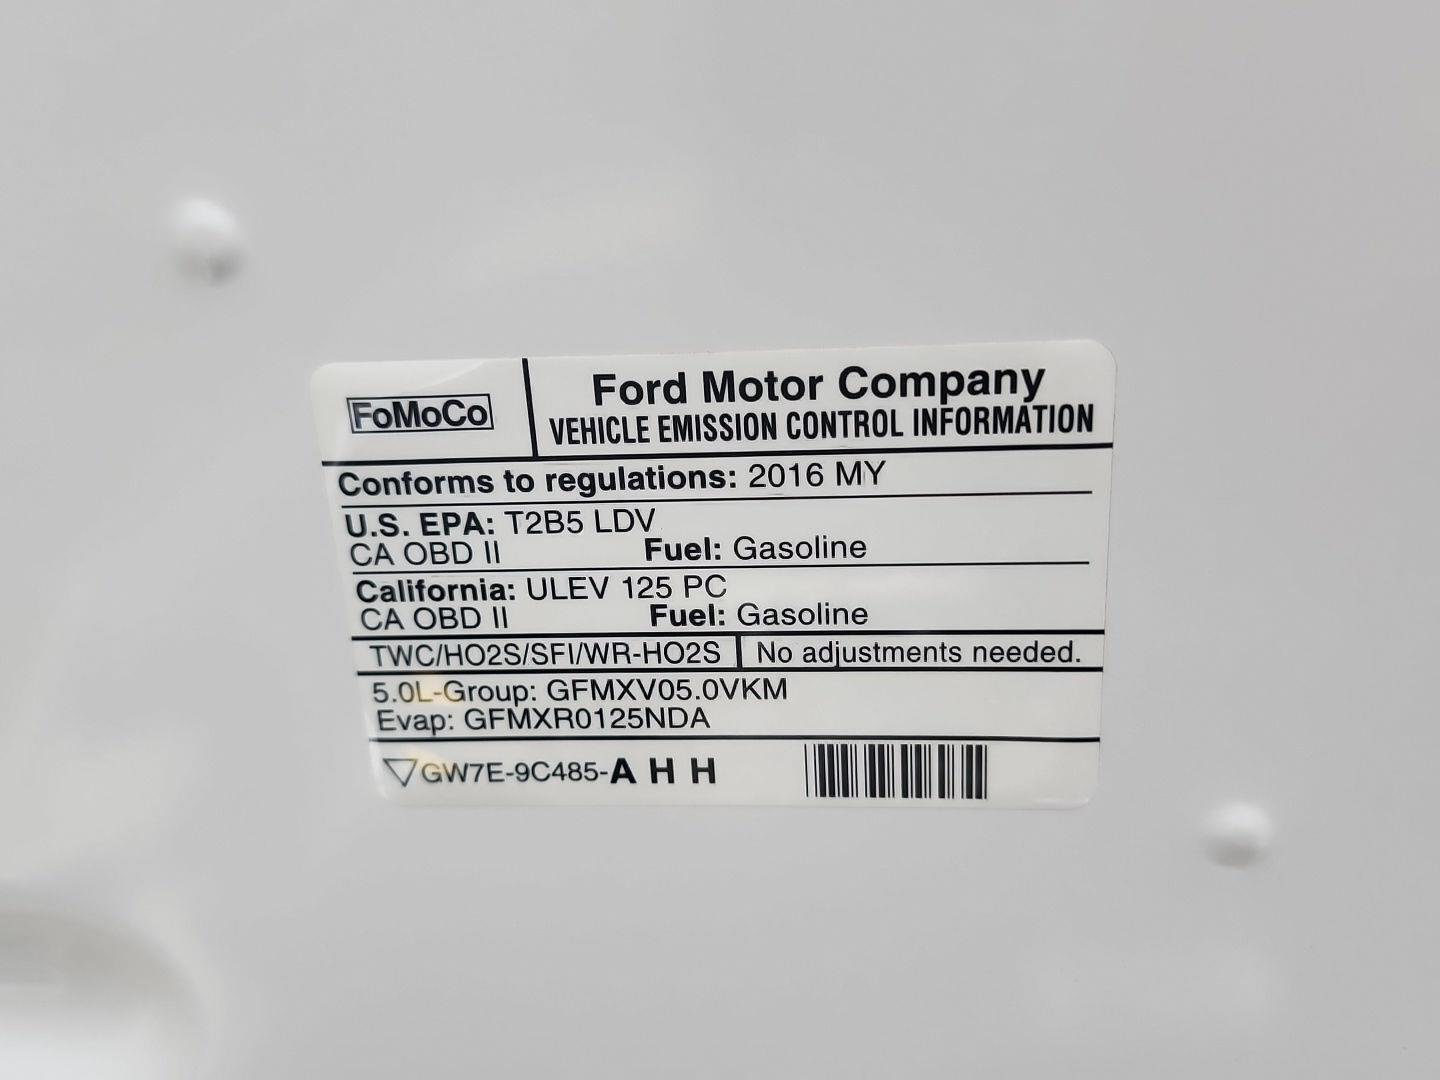 FoMoCo
Ford Motor Company
VEHICLE EMISSION CONTROL INFORMATION
Conforms to regulations: 2016 MY
U.S. EPA: T2B5 LDV
CA OBD II Fuel: Gasoline
California: ULEV 125 PC
CA OBD II Fuel: Gasoline
TWC/HO2S/SFI/WR-HO2S No adjustments needed.
5.0L-Group: GFMXV05.0VKM
Evap: GFMXR0125NDA
GW7E-9C485-A H H